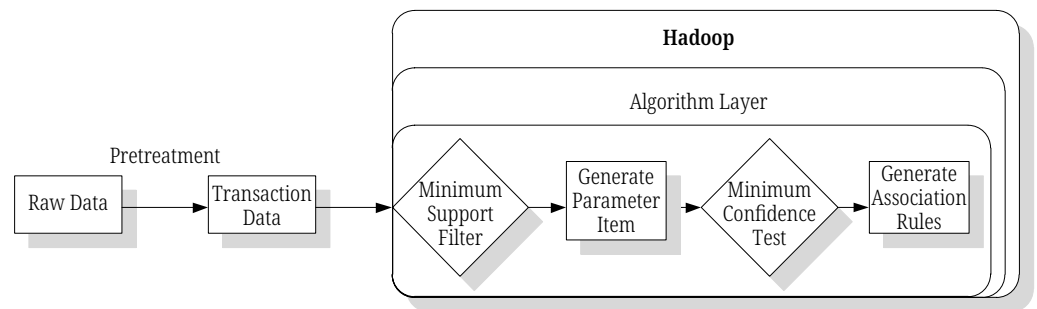 Hadoop
Algorithm Layer
Pretreatment
Raw Data
Transaction
Data
Minimum
Support
Filter
Generate
Parameter
Item
Minimum
Confidence
Test
Generate
Association
Rules